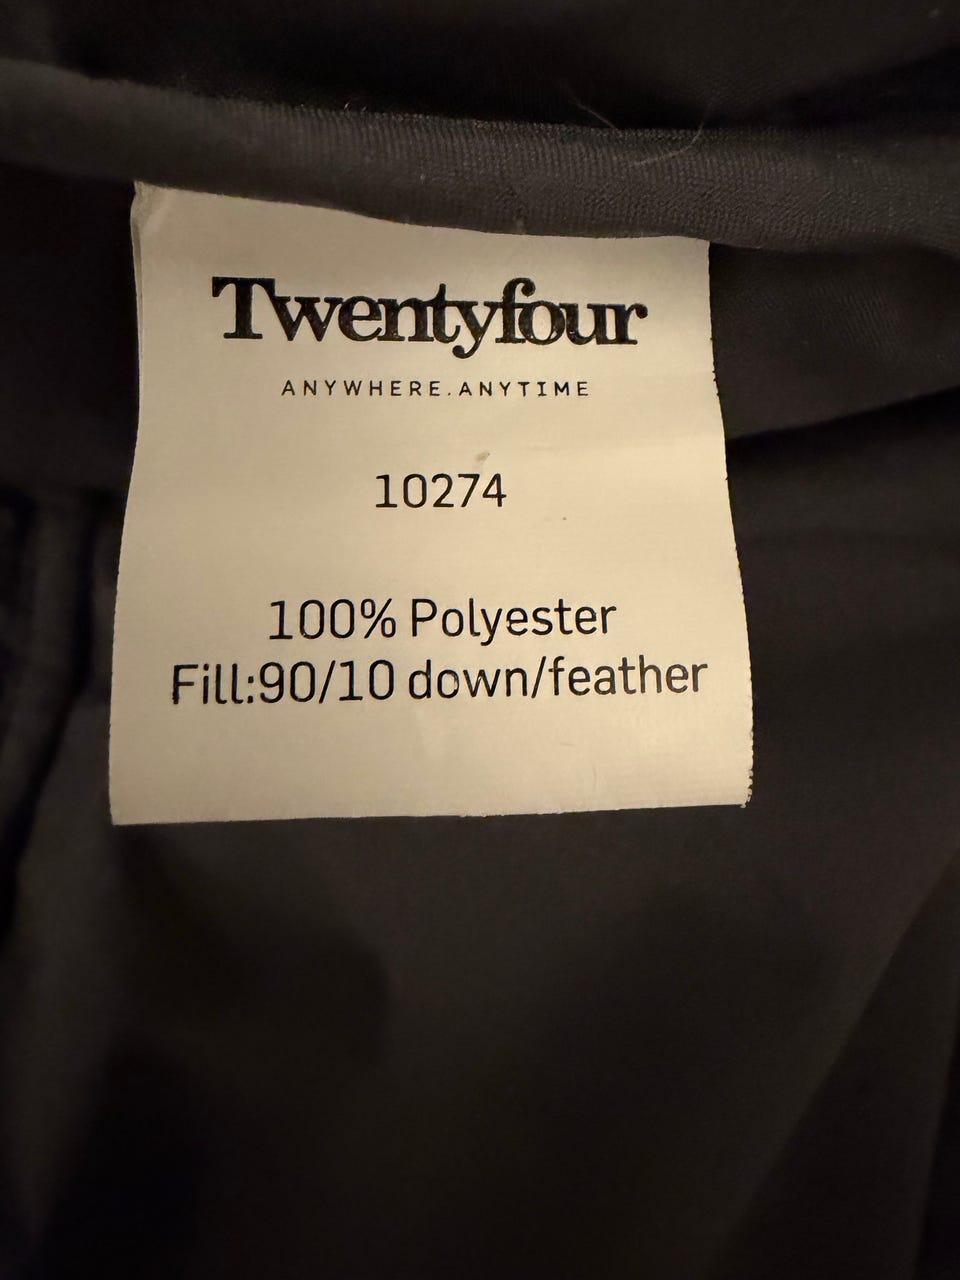 Twentyfour
ANYWHERE.ANYTIME
10274
100% Polyester
Fill:90/10 down/feather